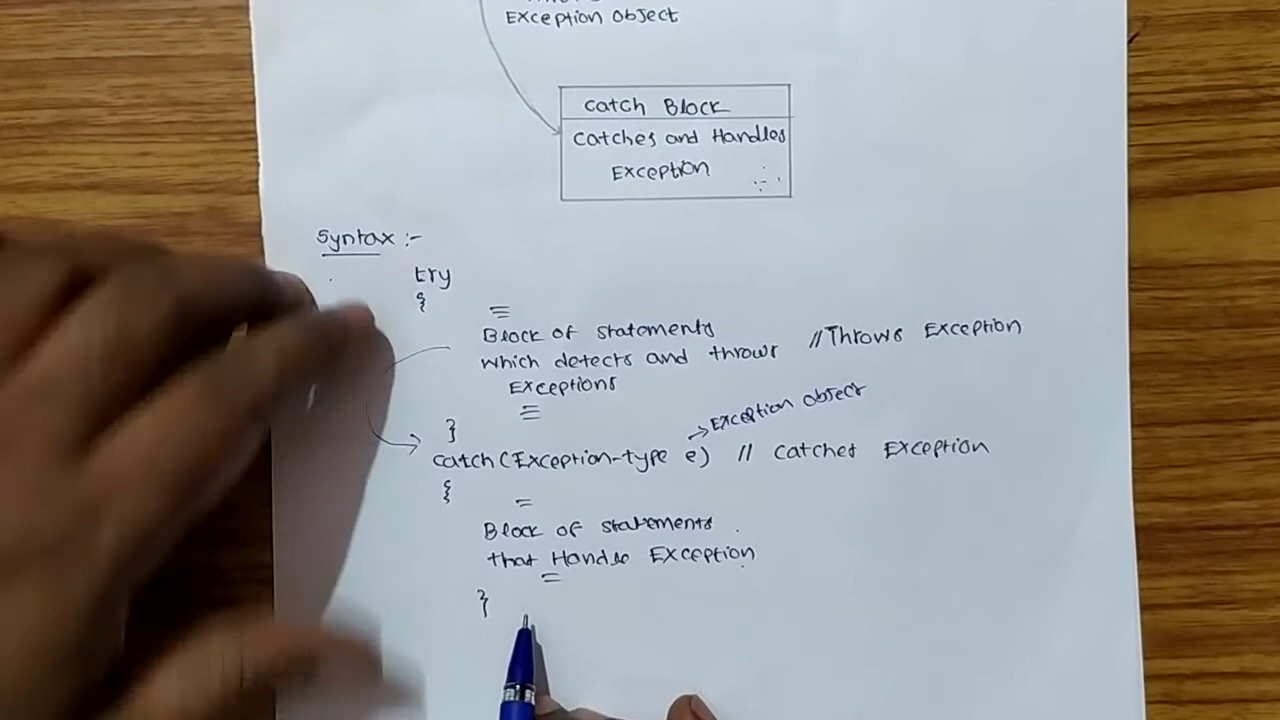 Exception Object
Catch Block
Catches and Handles
Exception
Syntax :-
try
{
Block of statements
which detects and throws //Throws Exception
Exceptions
}
→Exception Object
catch(Exception-type e) // Catches Exception
{
Block of statements
that Handle Exception
}